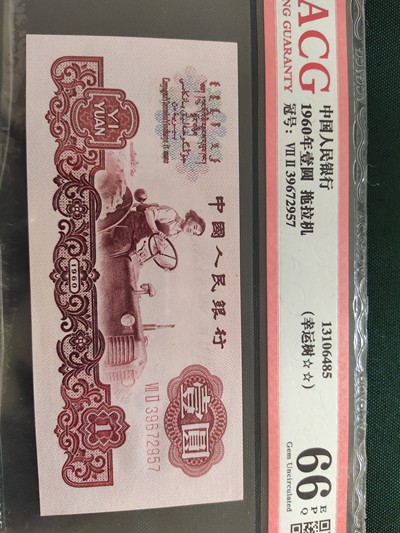 ACG
NG GUARANTY
中国人民银行
1960年壹圆 拖拉机
冠号: VII II 39672957
13106485
(幸运树☆☆)
66
EPQ
Gem Uncirculated
YI
YUAN
1960
中國人民銀行
壹圓
VII II 39672957
1